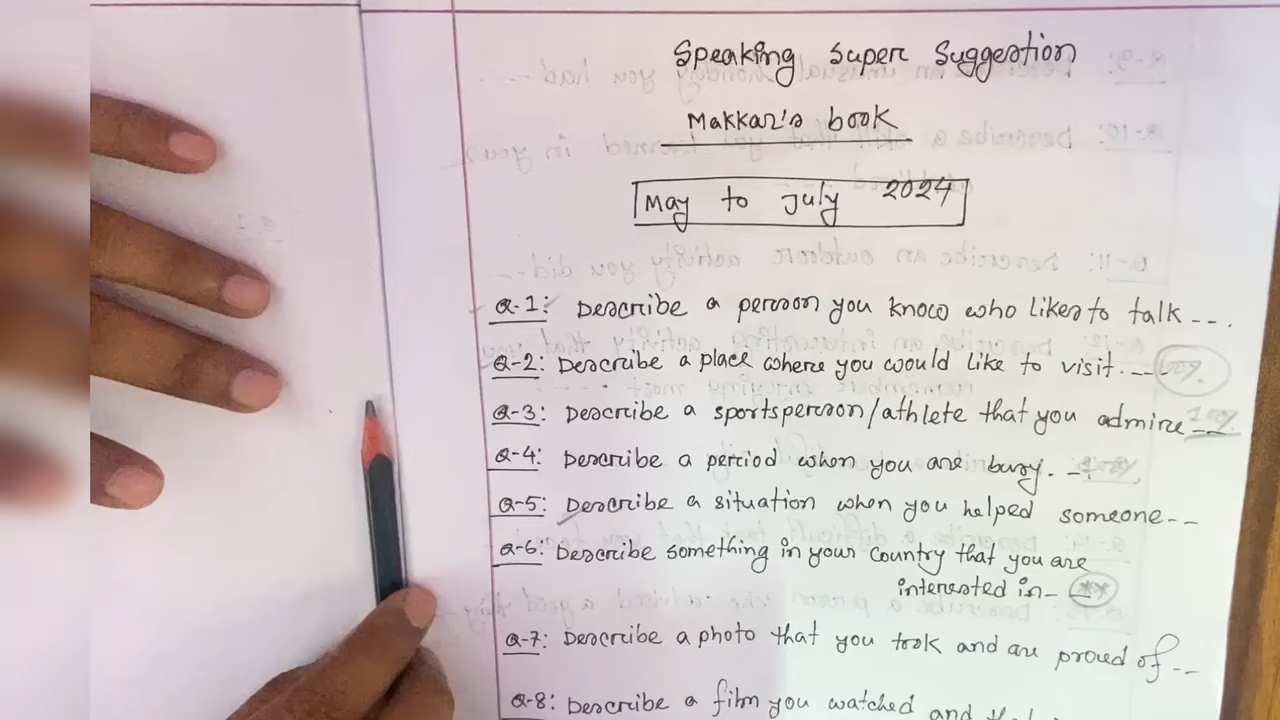 Speaking super suggestion
Makkar's book
May to July 2024
Q-1: Describe a person you know who likes to talk ---.
Q-2: Describe a place where you would like to visit. -- 100%.
Q-3: Describe a sportsperson/athlete that you admire -- 100%
Q-4: Describe a period when you are busy. --
Q-5: Describe a situation when you helped someone--
Q-6: Describe something in your country that you are
interested in- **
Q-7: Describe a photo that you took and are proud of --
Q-8: Describe a film you watched and